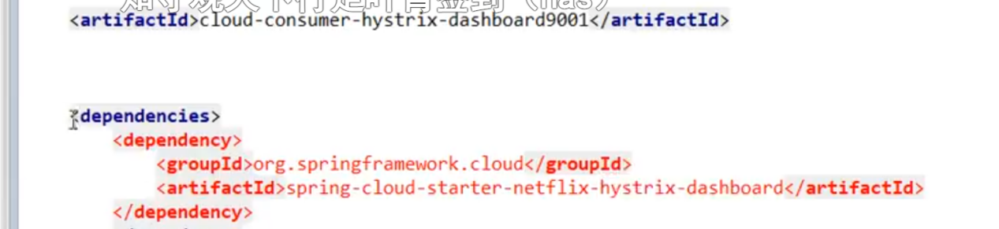 <artifactId>cloud-consumer-hystrix-dashboard9001</artifactId>
dependencies>
<dependency>
<groupId>org.springframework.cloud</groupId>
<artifactId>spring-cloud-starter-netflix-hystrix-dashboard</artifactId>
</dependency>